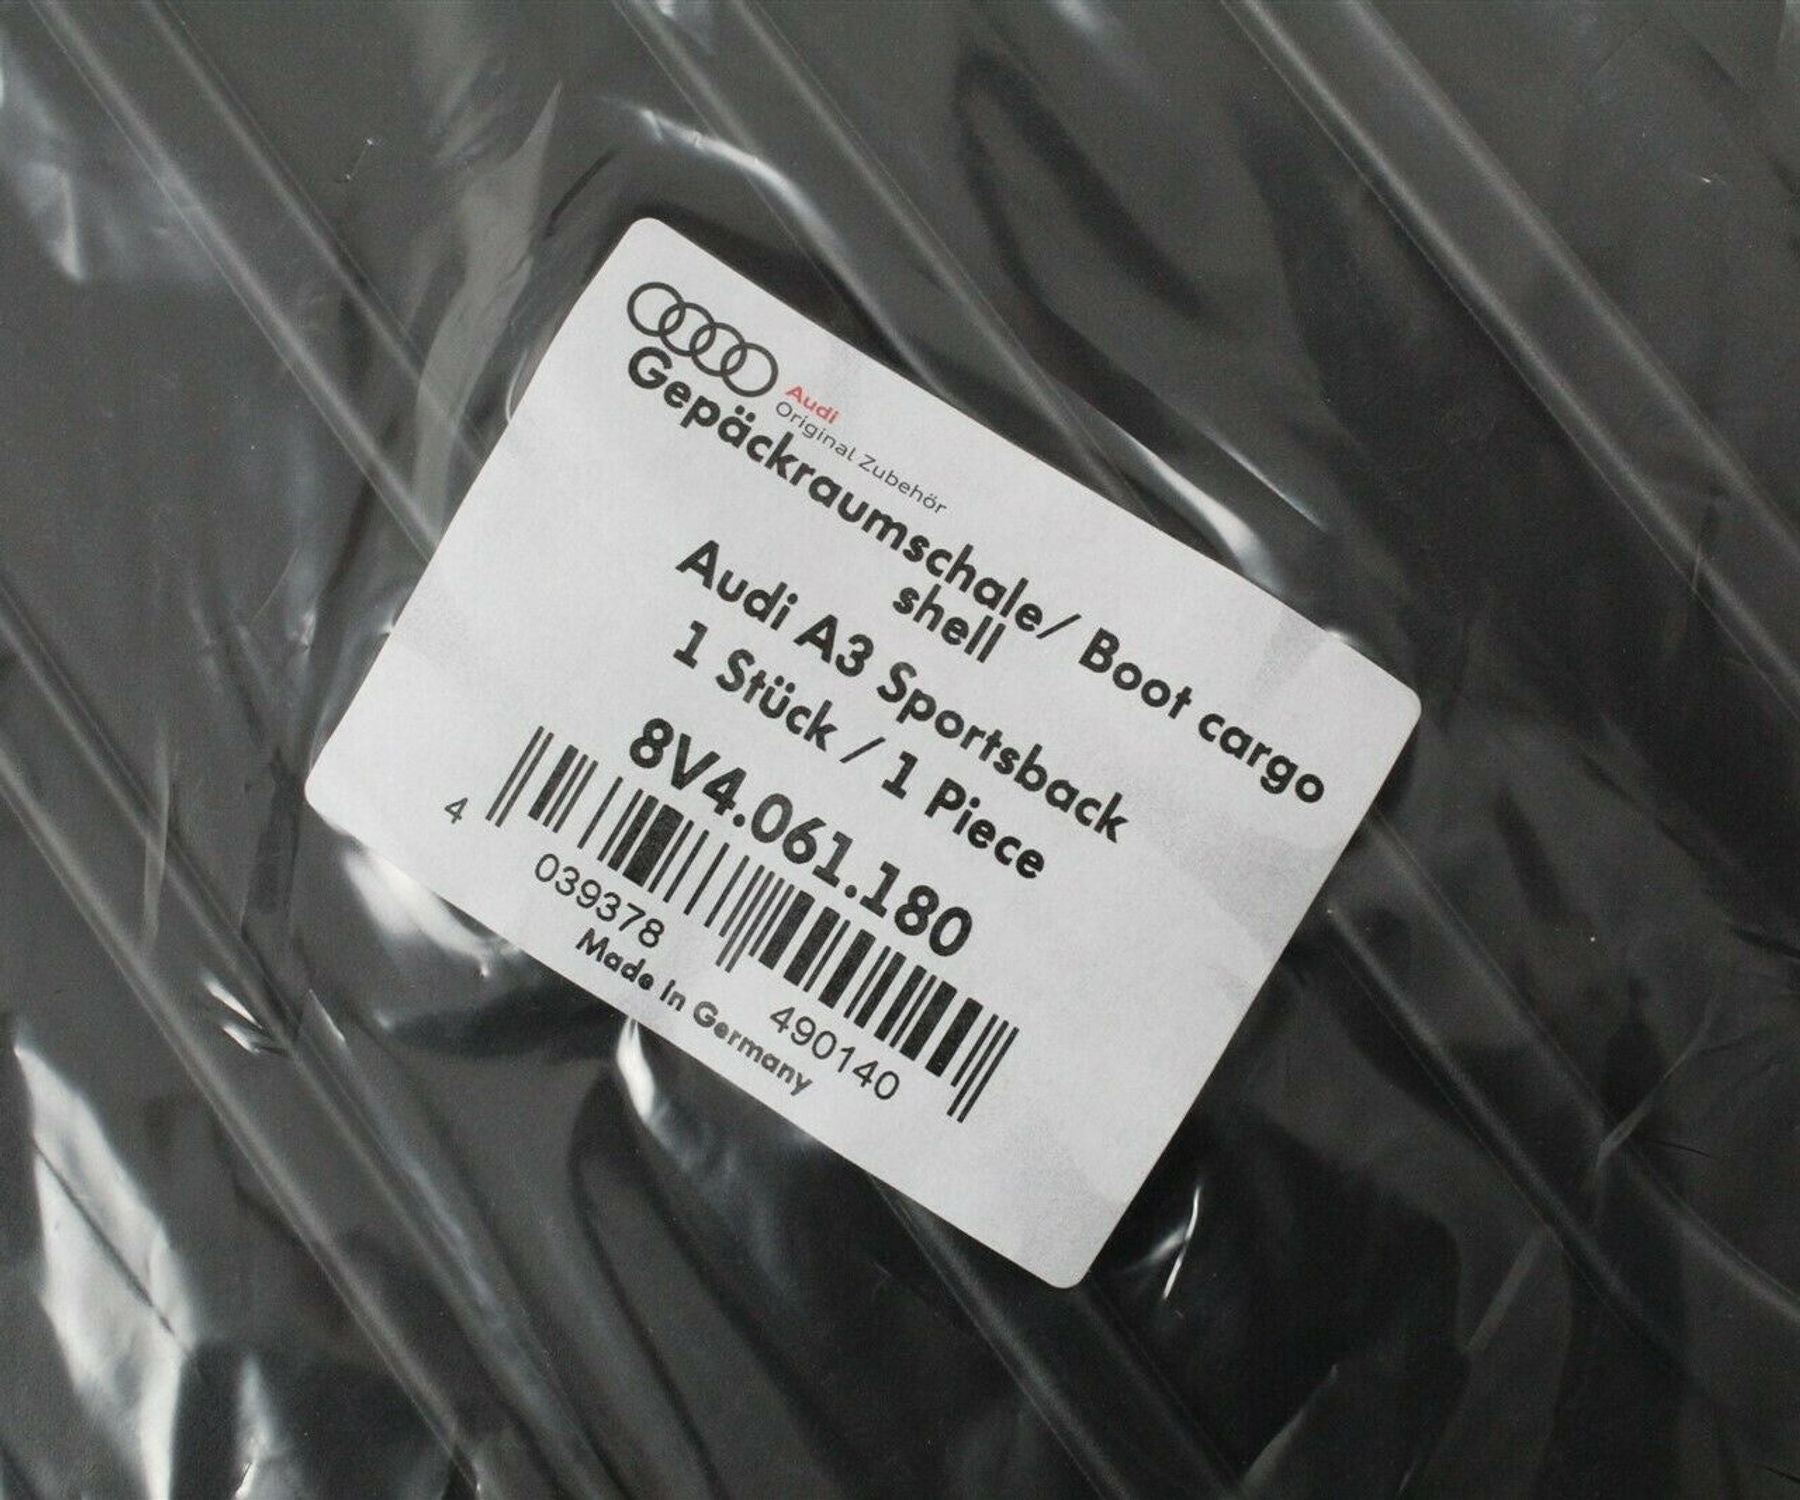 Audi
Original Zubehör
Gepäckraumschale/ Boot cargo
shell
Audi A3 Sportsback
1 Stück / 1 Piece
8V4.061.180
4 039378 490140
Made In Germany